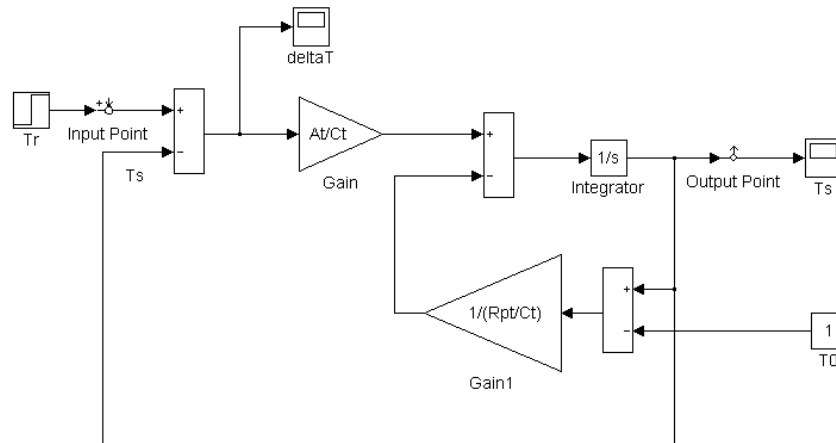 deltaT
+
Input Point
Tr
+
−
Ts
At/Ct
Gain
+
−
1/s
Integrator
Output Point
Ts
1/(Rpt/Ct)
Gain1
+
−
1
T0